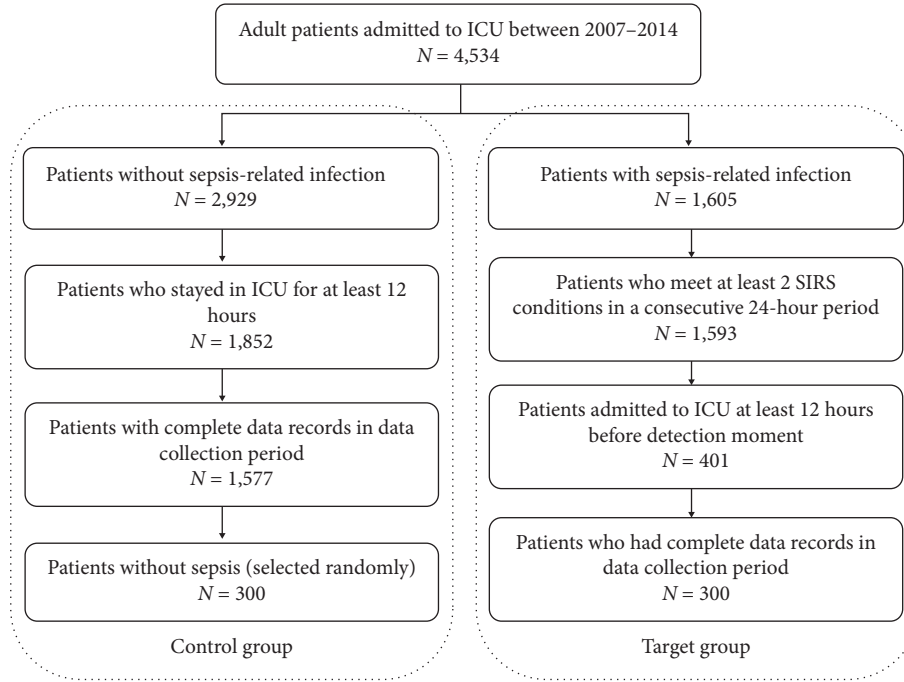 Adult patients admitted to ICU between 2007–2014
N = 4,534
Patients without sepsis-related infection
N = 2,929
Patients who stayed in ICU for at least 12
hours
N = 1,852
Patients with complete data records in data
collection period
N = 1,577
Patients without sepsis (selected randomly)
N = 300
Control group
Patients with sepsis-related infection
N = 1,605
Patients who meet at least 2 SIRS
conditions in a consecutive 24-hour period
N = 1,593
Patients admitted to ICU at least 12 hours
before detection moment
N = 401
Patients who had complete data records in
data collection period
N = 300
Target group